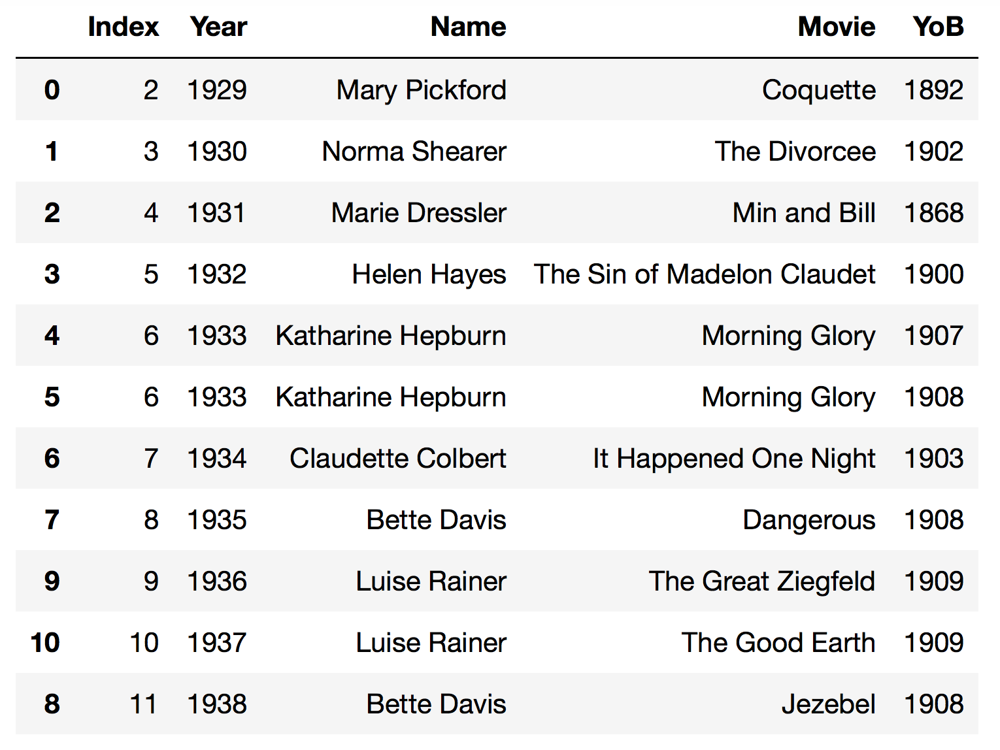 Index Year Name Movie YoB
0 2 1929 Mary Pickford Coquette 1892
1 3 1930 Norma Shearer The Divorcee 1902
2 4 1931 Marie Dressler Min and Bill 1868
3 5 1932 Helen Hayes The Sin of Madelon Claudet 1900
4 6 1933 Katharine Hepburn Morning Glory 1907
5 6 1933 Katharine Hepburn Morning Glory 1908
6 7 1934 Claudette Colbert It Happened One Night 1903
7 8 1935 Bette Davis Dangerous 1908
9 9 1936 Luise Rainer The Great Ziegfeld 1909
10 10 1937 Luise Rainer The Good Earth 1909
8 11 1938 Bette Davis Jezebel 1908